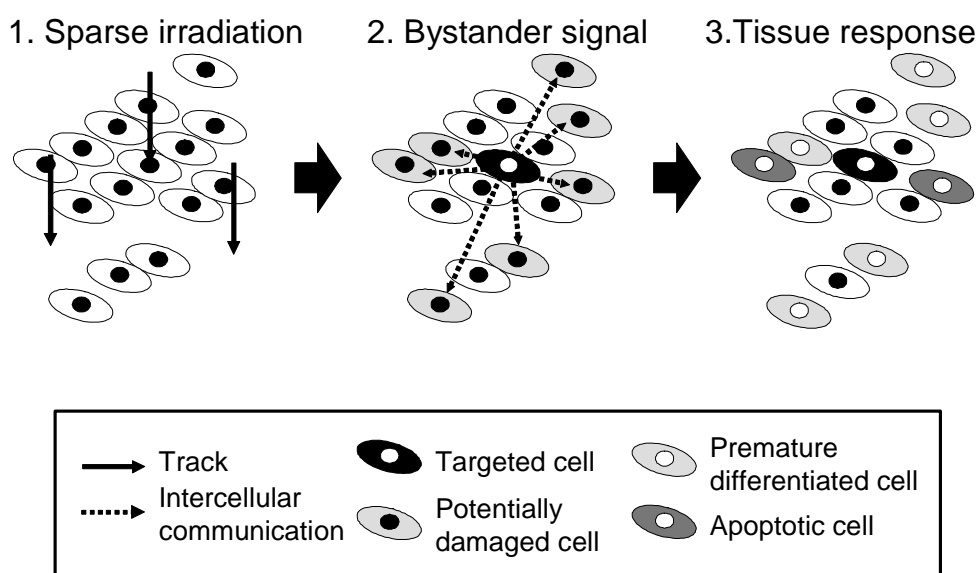 1. Sparse irradiation
2. Bystander signal
3.Tissue response
Track
Intercellular
communication
Targeted cell
Potentially
damaged cell
Premature
differentiated cell
Apoptotic cell